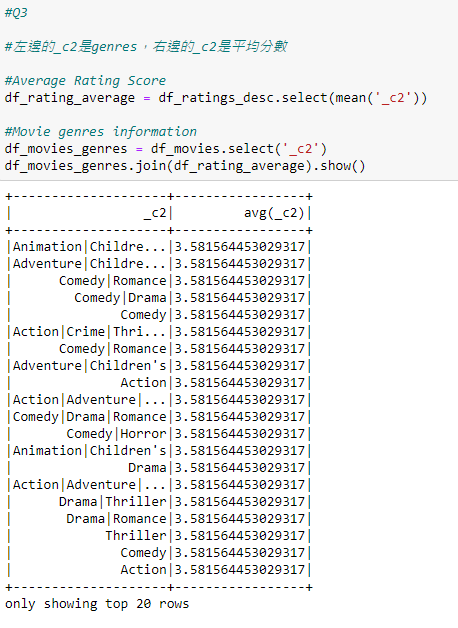 #Q3
#左邊的_c2是genres，右邊的_c2是平均分數
#Average Rating Score
df_rating_average = df_ratings_desc.select(mean('_c2'))
#Movie genres information
df_movies_genres = df_movies.select('_c2')
df_movies_genres.join(df_rating_average).show()
+--------------------+-----------------+
|                 _c2|         avg(_c2)|
+--------------------+-----------------+
|Animation|Childre...|3.581564453029317|
|Adventure|Childre...|3.581564453029317|
|      Comedy|Romance|3.581564453029317|
|        Comedy|Drama|3.581564453029317|
|              Comedy|3.581564453029317|
|Action|Crime|Thri...|3.581564453029317|
|      Comedy|Romance|3.581564453029317|
|Adventure|Children's|3.581564453029317|
|              Action|3.581564453029317|
|Action|Adventure|...|3.581564453029317|
|Comedy|Drama|Romance|3.581564453029317|
|       Comedy|Horror|3.581564453029317|
|Animation|Children's|3.581564453029317|
|               Drama|3.581564453029317|
|Action|Adventure|...|3.581564453029317|
|      Drama|Thriller|3.581564453029317|
|       Drama|Romance|3.581564453029317|
|            Thriller|3.581564453029317|
|              Comedy|3.581564453029317|
|              Action|3.581564453029317|
+--------------------+-----------------+
only showing top 20 rows